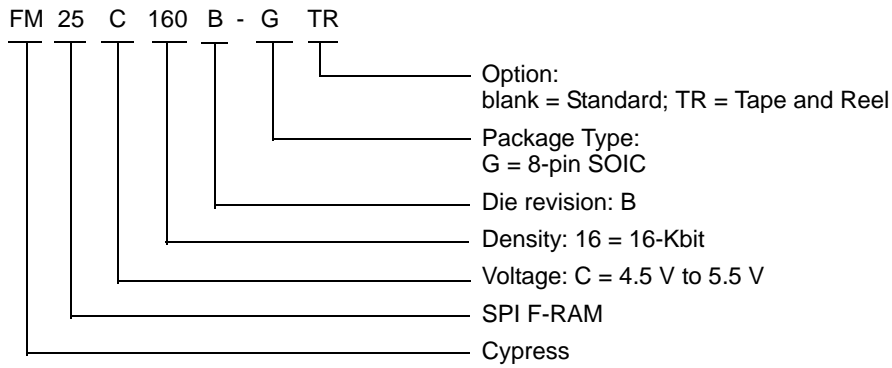 FM 25 C 160 B - G TR
Option:
blank = Standard; TR = Tape and Reel
Package Type:
G = 8-pin SOIC
Die revision: B
Density: 16 = 16-Kbit
Voltage: C = 4.5 V to 5.5 V
SPI F-RAM
Cypress